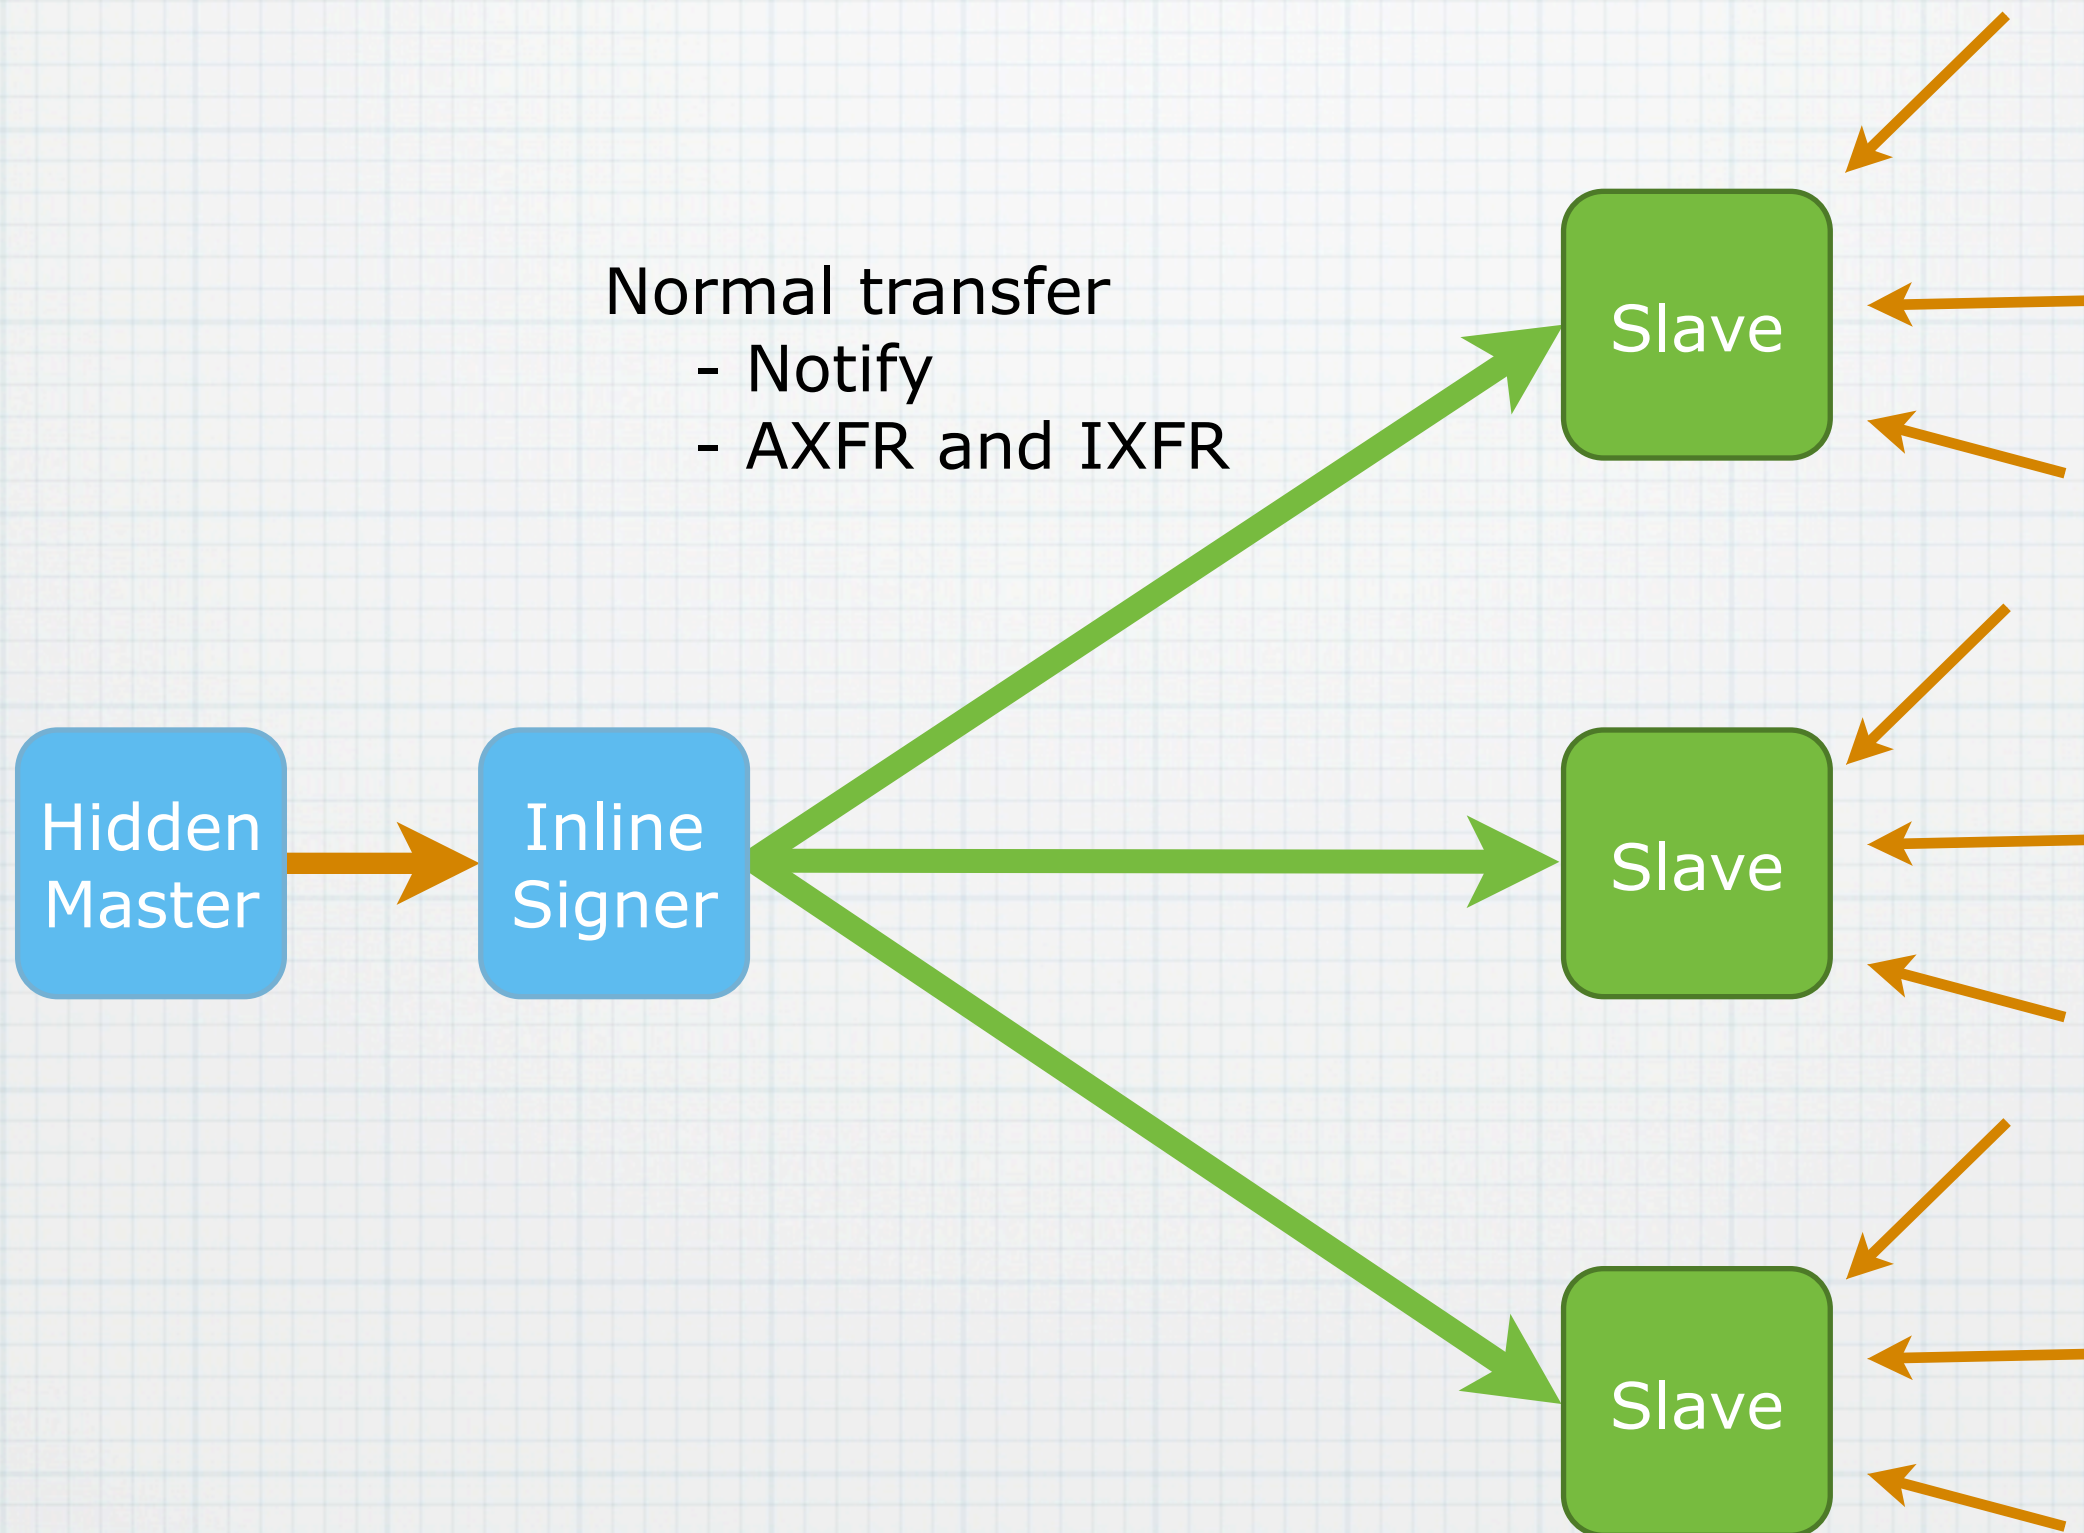 Normal transfer
- Notify
- AXFR and IXFR
Slave
Hidden
Master
Inline
Signer
Slave
Slave